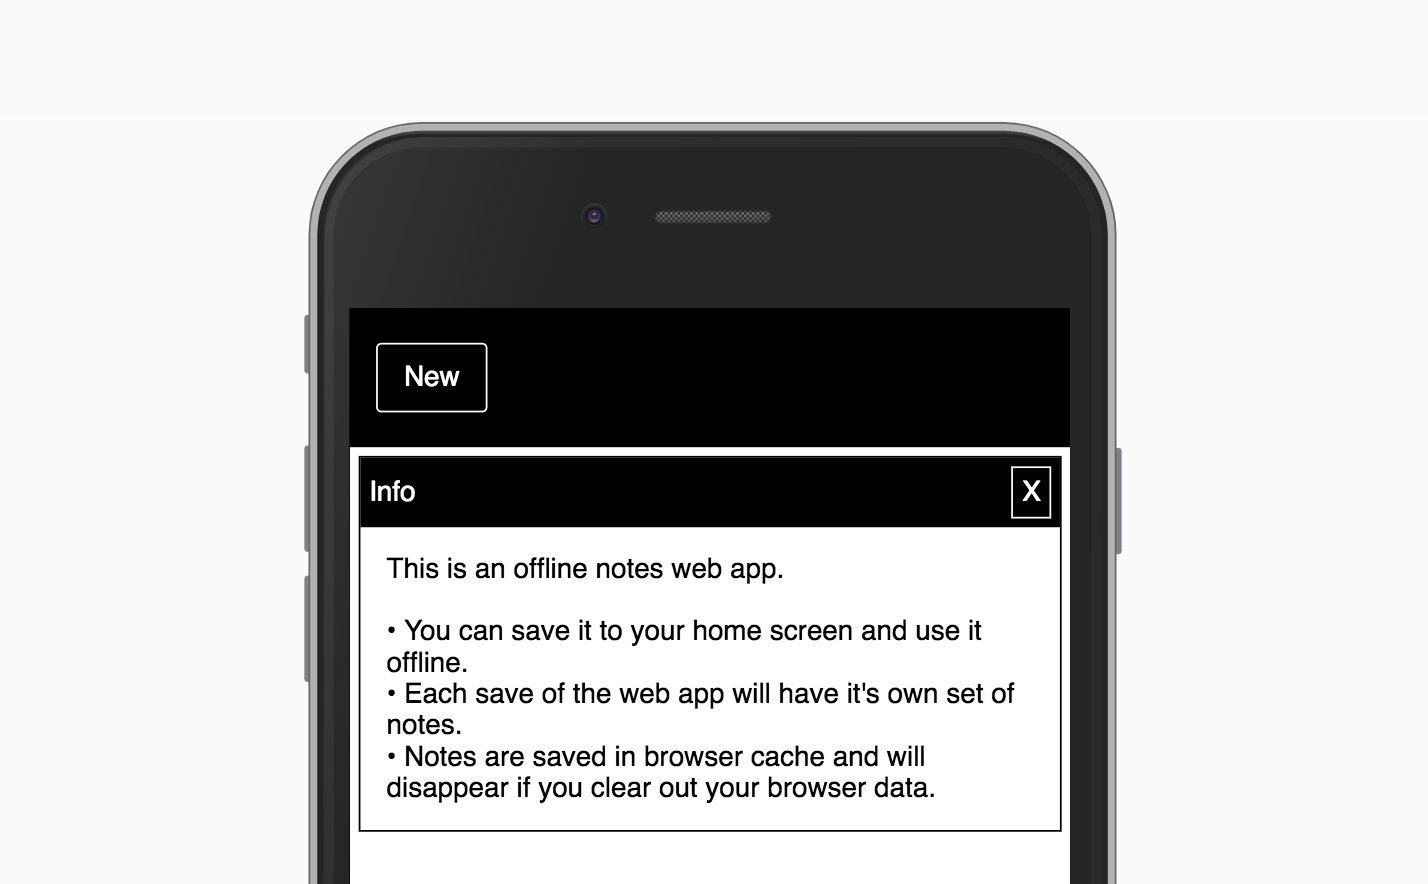 New
Info
X
This is an offline notes web app.
• You can save it to your home screen and use it
offline.
• Each save of the web app will have it's own set of
notes.
• Notes are saved in browser cache and will
disappear if you clear out your browser data.